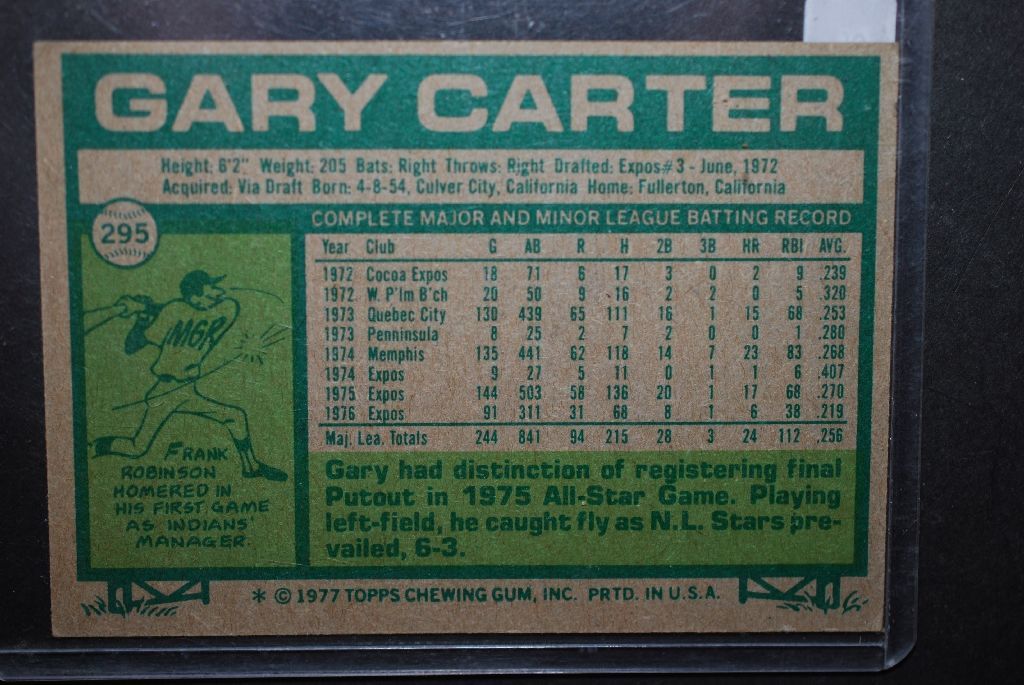 GARY CARTER
Height: 6'2" Weight: 205 Bats: Right Throws: Right Drafted: Expos #3 - June, 1972
Acquired: Via Draft Born: 4-8-54, Culver City, California Home: Fullerton, California
295
COMPLETE MAJOR AND MINOR LEAGUE BATTING RECORD
Year Club G AB R H 2B 3B HR RBI AVG.
1972 Cocoa Expos 18 71 6 17 3 0 2 9 .239
1972 W. P'lm B'ch 20 50 9 16 2 2 0 5 .320
1973 Quebec City 130 439 65 111 16 1 15 68 .253
1973 Penninsula 8 25 2 7 2 0 0 1 .280
1974 Memphis 135 441 62 118 14 7 23 83 .268
1974 Expos 9 27 5 11 0 1 1 6 .407
1975 Expos 144 503 58 136 20 1 17 68 .270
1976 Expos 91 311 31 68 8 1 6 38 .219
Maj. Lea. Totals 244 841 94 215 28 3 24 112 .256
MGR
FRANK
ROBINSON
HOMERED IN
HIS FIRST GAME
AS INDIANS'
MANAGER.
Gary had distinction of registering final
Putout in 1975 All-Star Game. Playing
left-field, he caught fly as N.L. Stars pre-
vailed, 6-3.
* © 1977 TOPPS CHEWING GUM, INC. PRTD. IN U.S.A.